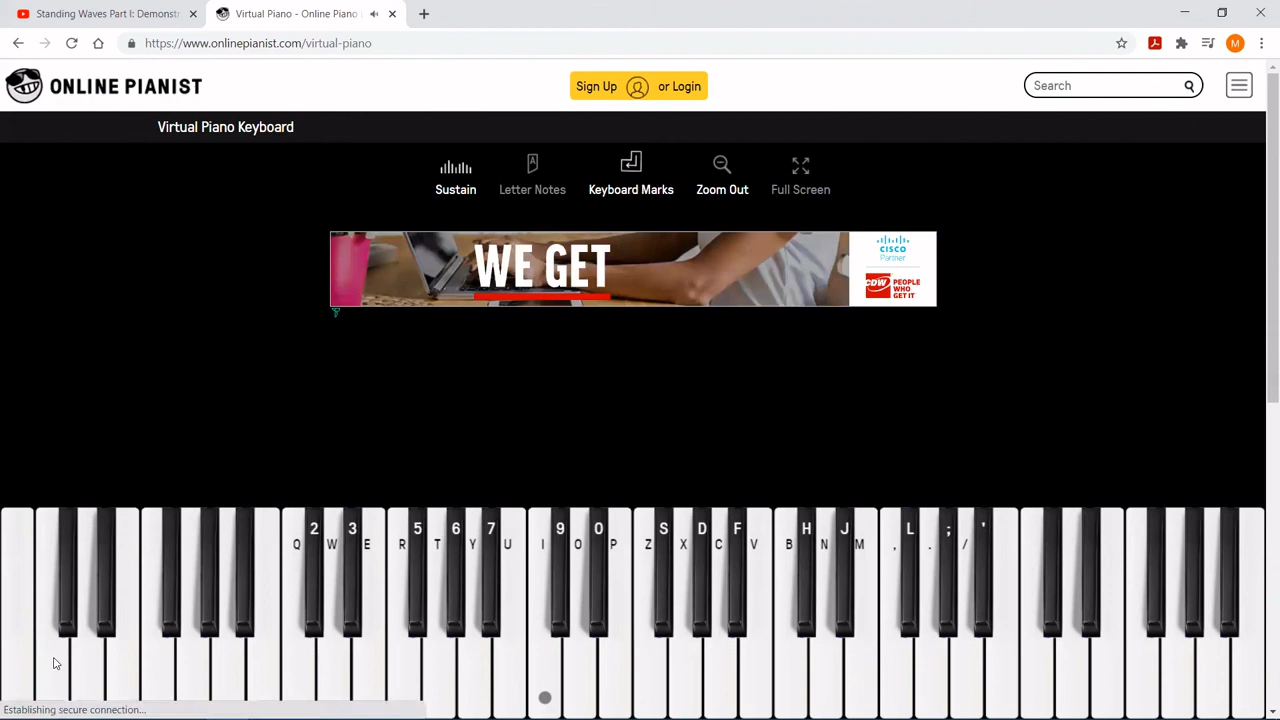 Standing Waves Part I: Demonst
Virtual Piano - Online Piano
https://www.onlinepianist.com/virtual-piano
M
ONLINE PIANIST
Sign Up or Login
Search
Virtual Piano Keyboard
A
Sustain
Letter Notes
Keyboard Marks
Zoom Out
Full Screen
WE GET
CISCO
Partner
CDW PEOPLE
WHO
GET IT
2 3 5 6 7 9 0 S D F H J L ; '
Q W E R T Y U I O P Z X C V B N M , . /
Establishing secure connection...